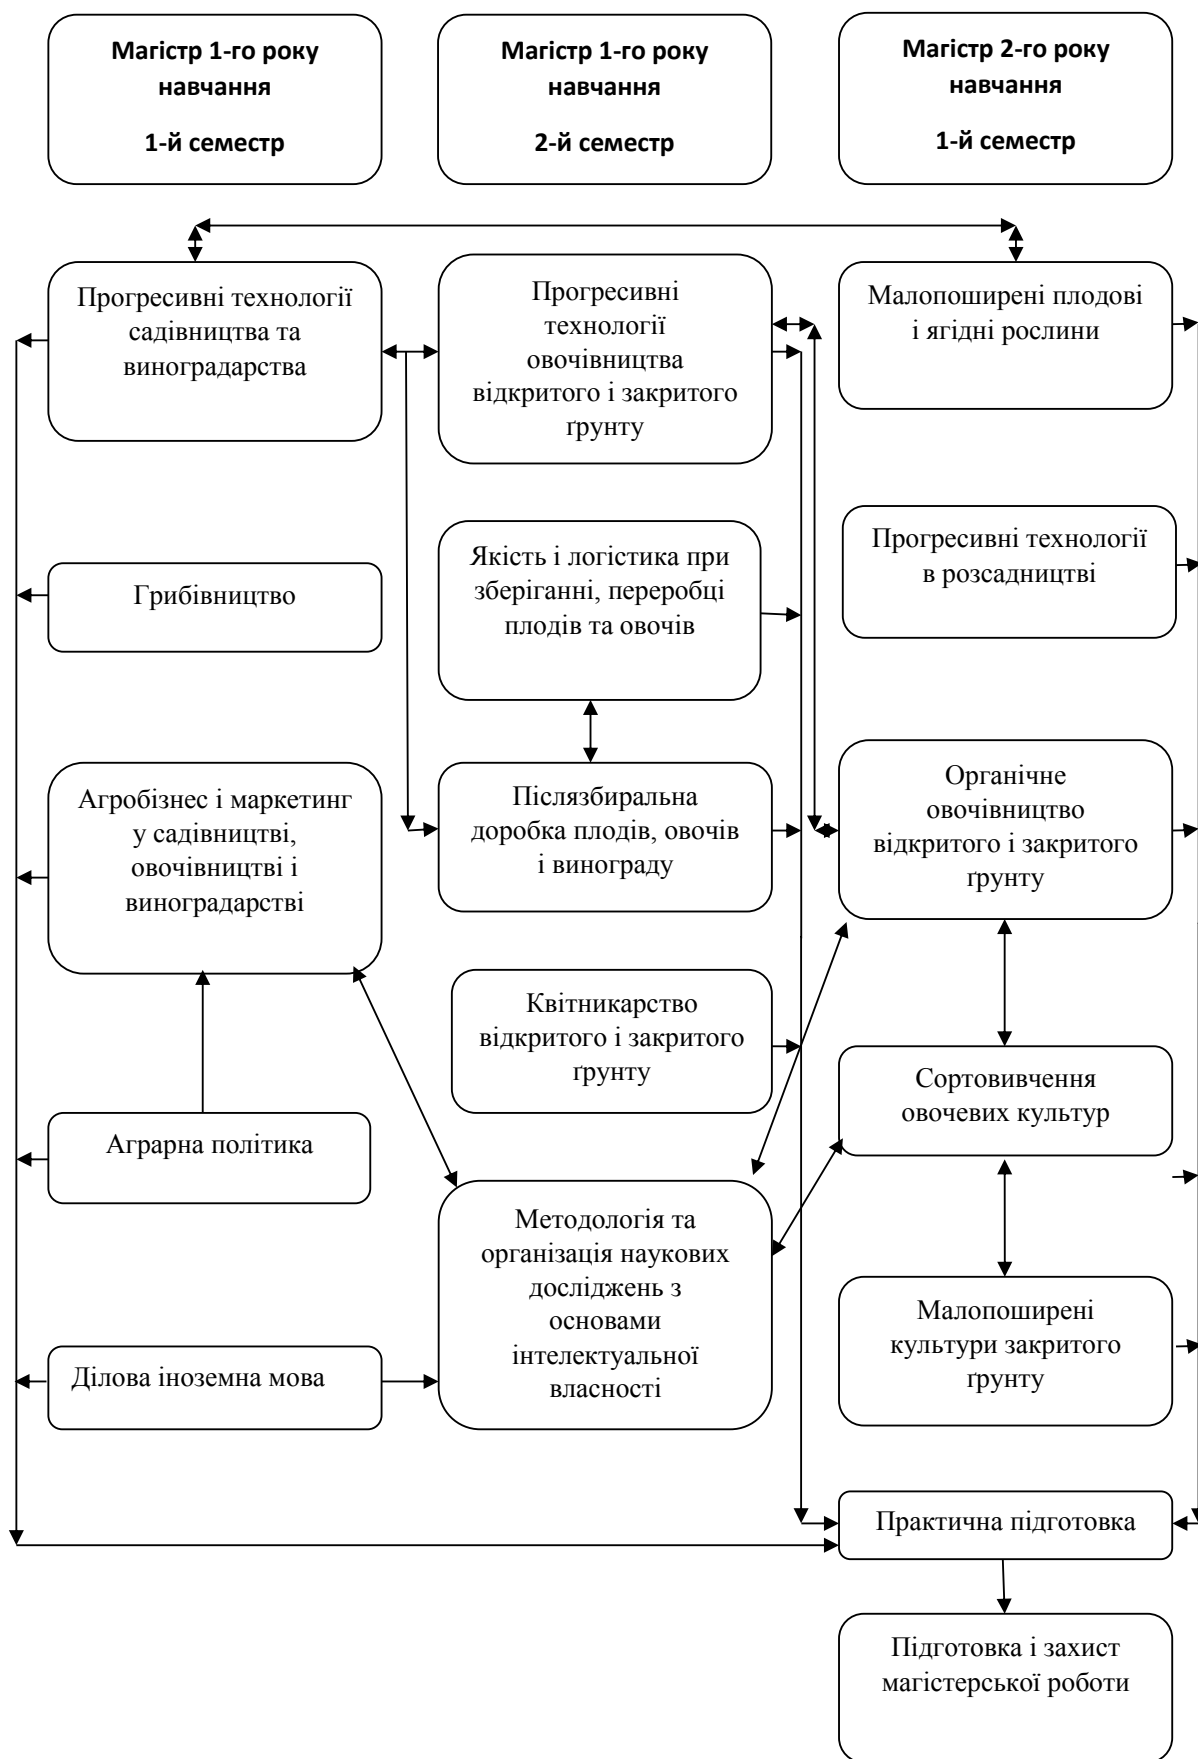 Магістр 1-го року
навчання
1-й семестр
Магістр 1-го року
навчання
2-й семестр
Магістр 2-го року
навчання
1-й семестр
Прогресивні технології
садівництва та
виноградарства
Прогресивні
технології
овочівництва
відкритого і закритого
ґрунту
Малопоширені плодові
і ягідні рослини
Грибівництво
Якість і логістика при
зберіганні, переробці
плодів та овочів
Прогресивні технології
в розсадництві
Агробізнес і маркетинг
у садівництві,
овочівництві і
виноградарстві
Післязбиральна
доробка плодів, овочів
і винограду
Органічне
овочівництво
відкритого і закритого
ґрунту
Квітникарство
відкритого і закритого
ґрунту
Аграрна політика
Сортовивчення
овочевих культур
Методологія та
організація наукових
досліджень з
основами
інтелектуальної
власності
Малопоширені
культури закритого
ґрунту
Ділова іноземна мова
Практична підготовка
Підготовка і захист
магістерської роботи